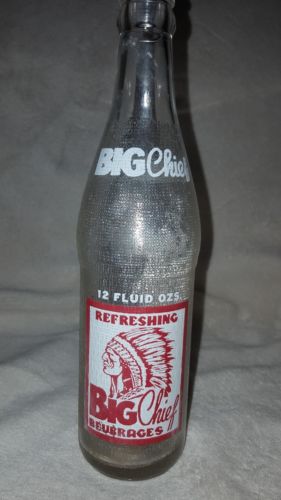 BIG Chief
12 FLUID OZS.
REFRESHING
BIG Chief
BEVERAGES